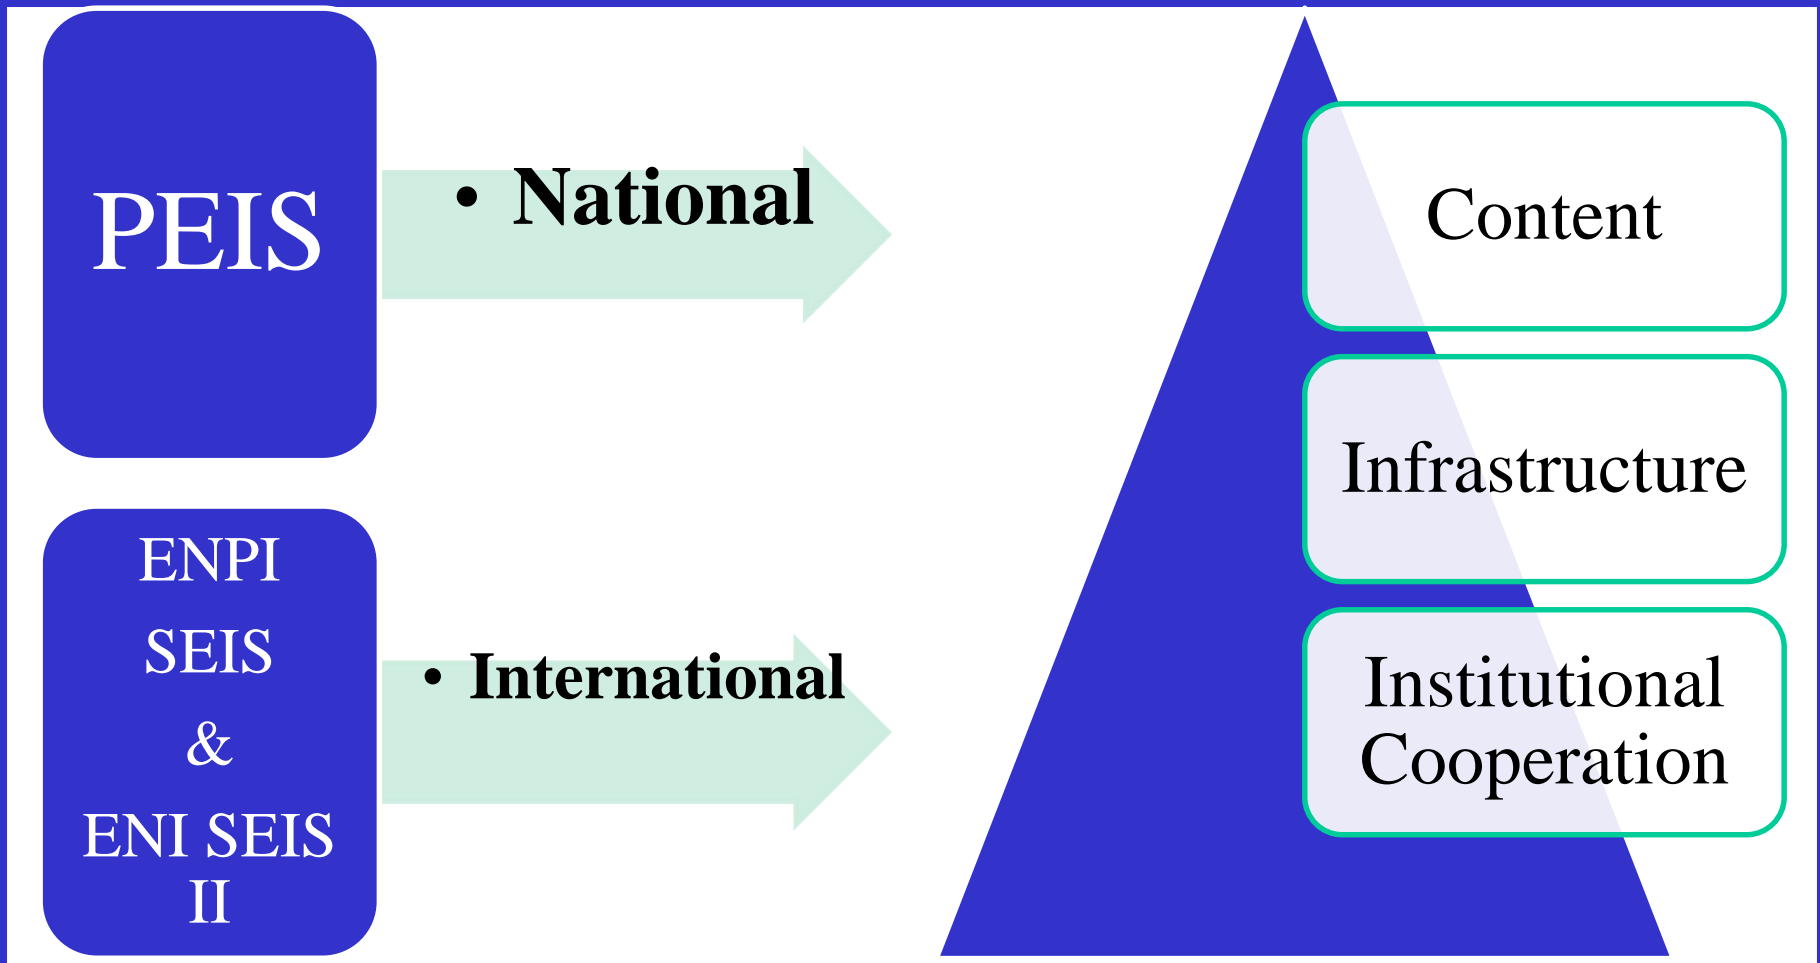 PEIS
• National
ENPI
SEIS
&
ENI SEIS
II
• International
Content
Infrastructure
Institutional
Cooperation